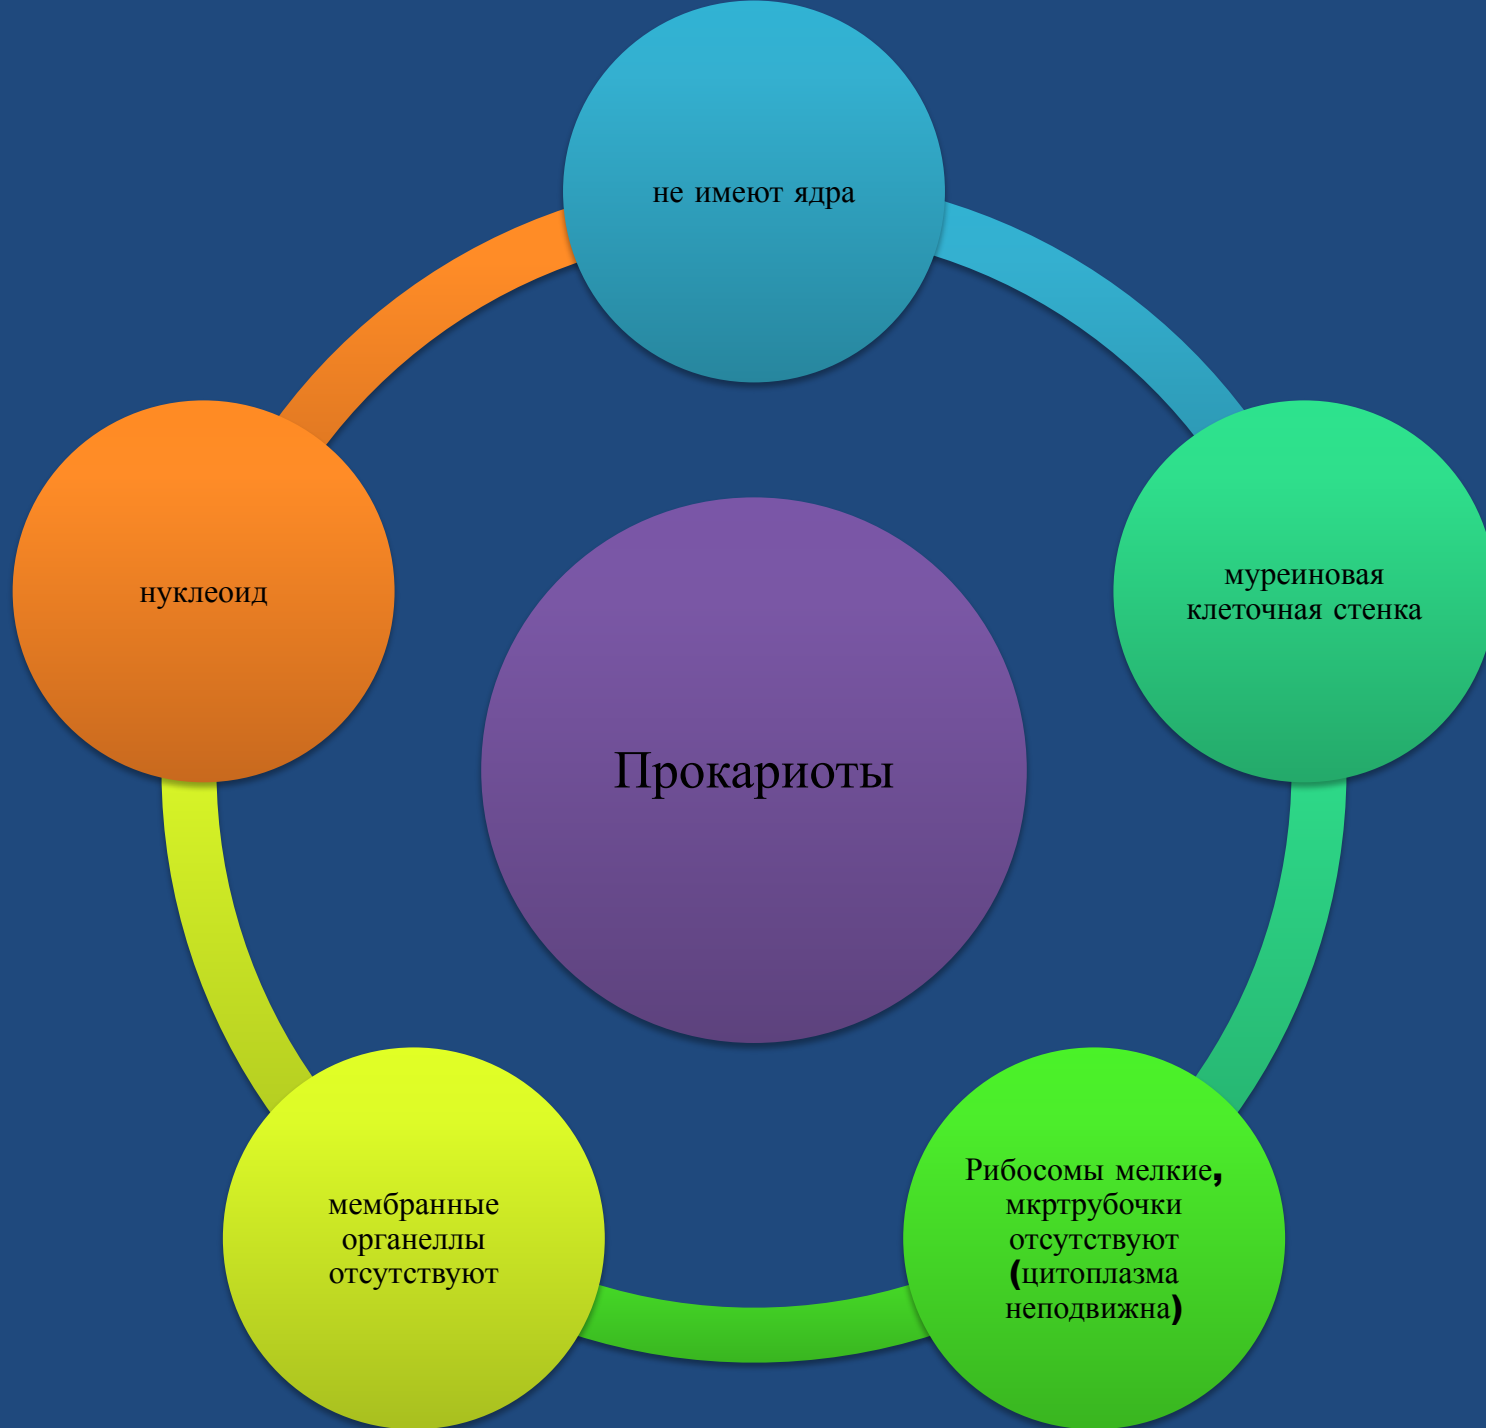 не имеют ядра
муреиновая
клеточная стенка
Рибосомы мелкие,
мкртрубочки
отсутствуют
(цитоплазма
неподвижна)
мембранные
органеллы
отсутствуют
нуклеоид
Прокариоты